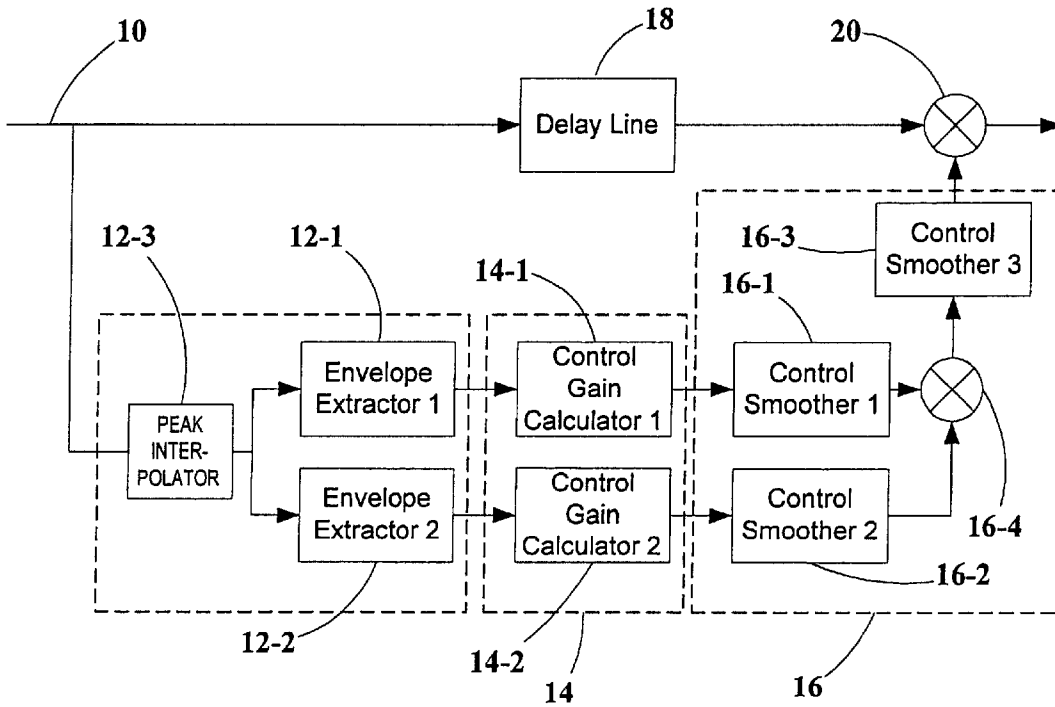 10
18
20
Delay Line
12-3
12-1
14-1
16-1
16-3
Control
Smoother 3
PEAK
INTER-
POLATOR
Envelope
Extractor 1
Control
Gain
Calculator 1
Control
Smoother 1
Envelope
Extractor 2
Control
Gain
Calculator 2
Control
Smoother 2
16-4
16-2
12-2
14-2
14
16